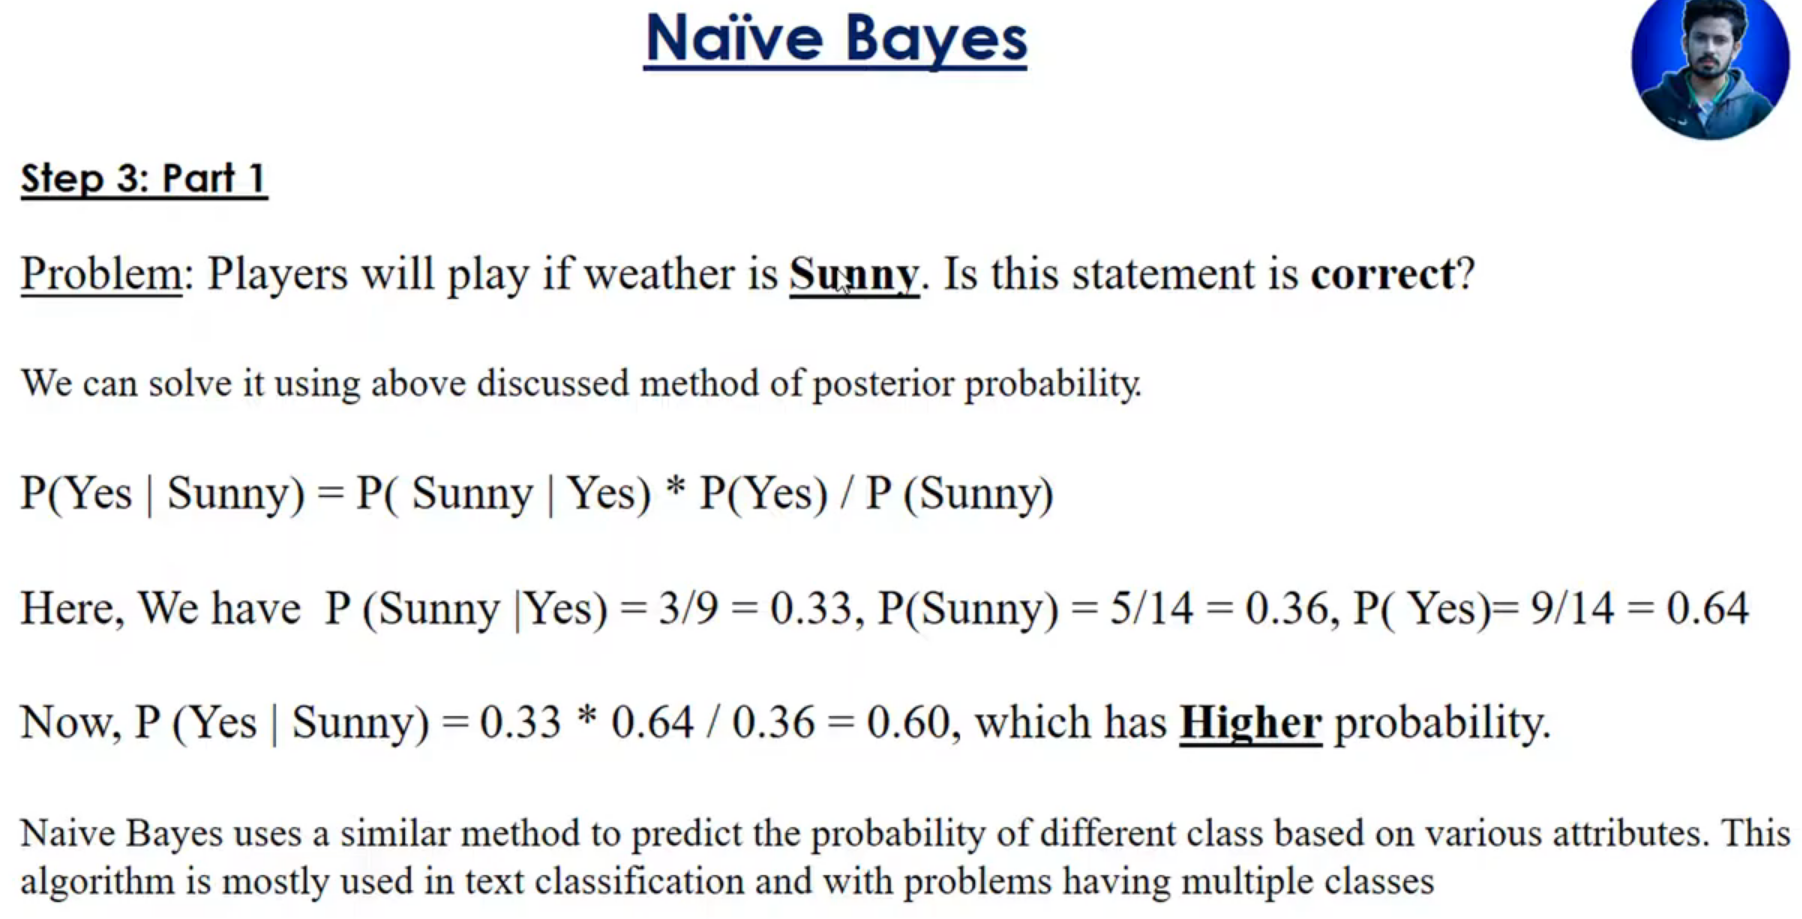 Naïve Bayes
Step 3: Part 1
Problem: Players will play if weather is Sunny. Is this statement is correct?
We can solve it using above discussed method of posterior probability.
P(Yes | Sunny) = P( Sunny | Yes) * P(Yes) / P (Sunny)
Here, We have P (Sunny |Yes) = 3/9 = 0.33, P(Sunny) = 5/14 = 0.36, P( Yes)= 9/14 = 0.64
Now, P (Yes | Sunny) = 0.33 * 0.64 / 0.36 = 0.60, which has Higher probability.
Naive Bayes uses a similar method to predict the probability of different class based on various attributes. This
algorithm is mostly used in text classification and with problems having multiple classes